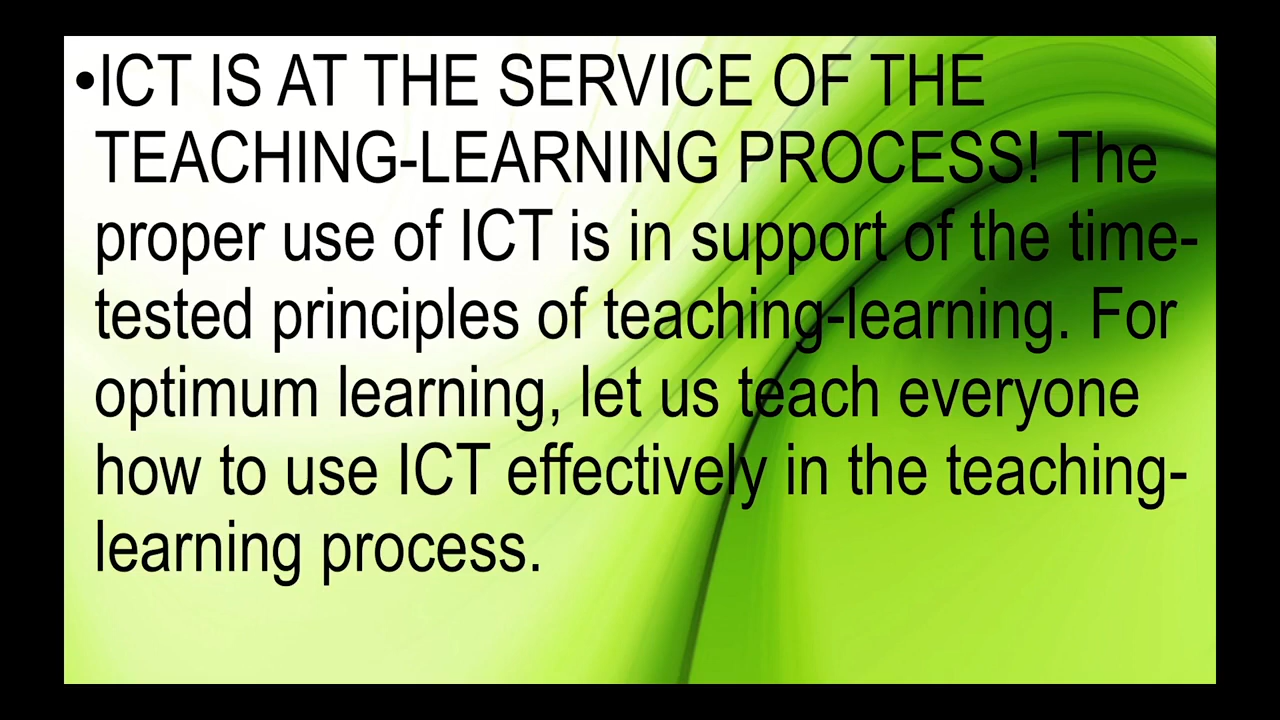 •ICT IS AT THE SERVICE OF THE
TEACHING-LEARNING PROCESS! The
proper use of ICT is in support of the time-
tested principles of teaching-learning. For
optimum learning, let us teach everyone
how to use ICT effectively in the teaching-
learning process.